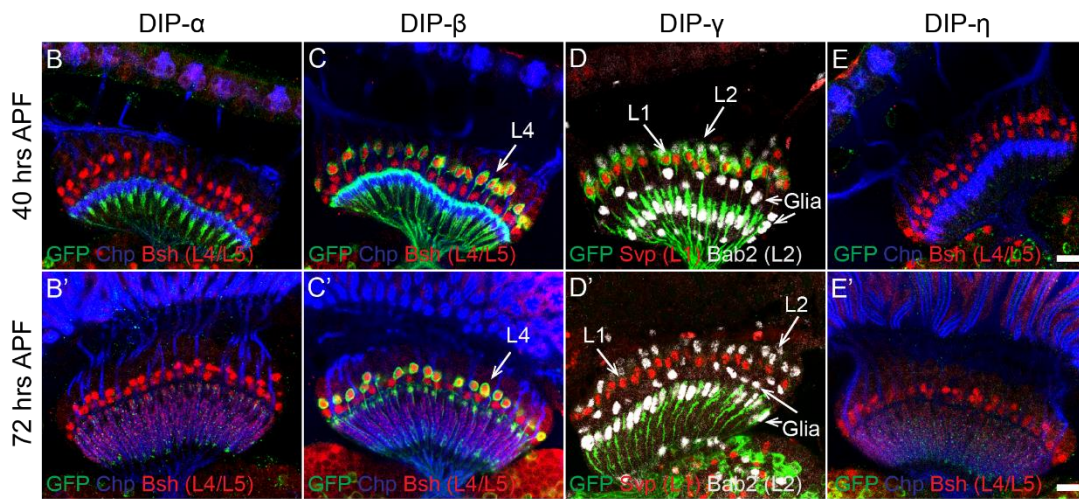 DIP-α DIP-β DIP-γ DIP-η
40 hrs APF
B C D E
L4
L1 L2
Glia
GFP Chp Bsh (L4/L5) GFP Chp Bsh (L4/L5) GFP Svp (L1) Bab2 (L2) GFP Chp Bsh (L4/L5)
72 hrs APF
B’ C’ D’ E’
L4
L1 L2
Glia
GFP Chp Bsh (L4/L5) GFP Chp Bsh (L4/L5) GFP Svp (L1) Bab2 (L2) GFP Chp Bsh (L4/L5)